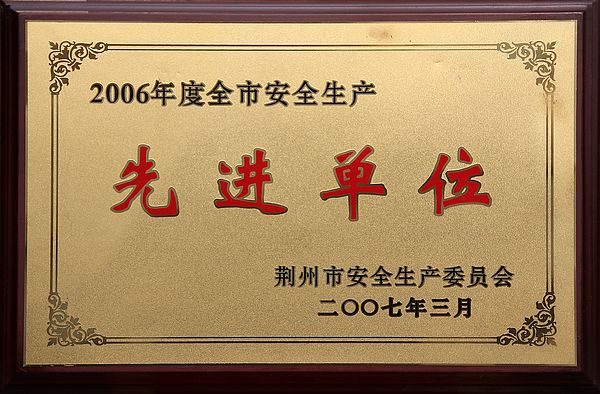 2006年度全市安全生产
先进单位
荆州市安全生产委员会
二〇〇七年三月